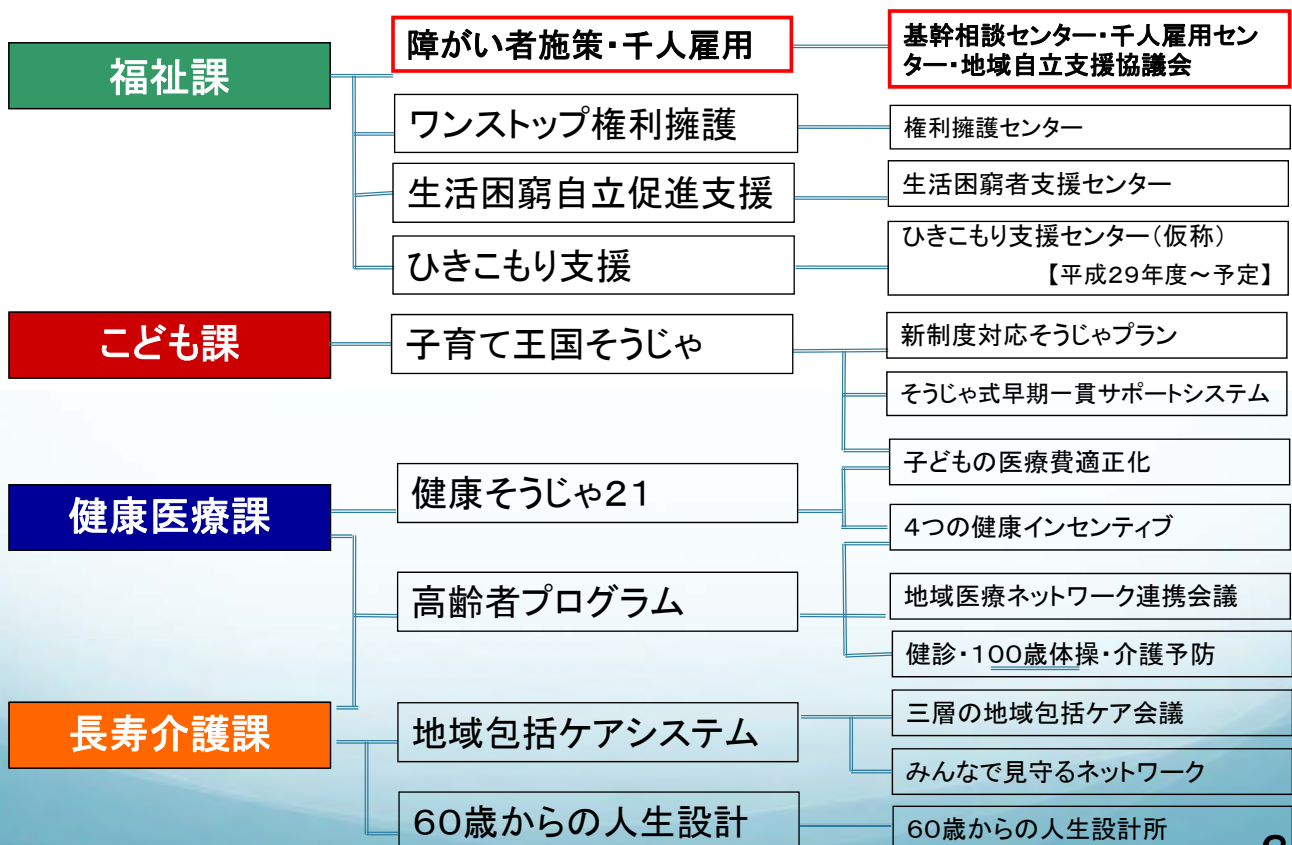 福祉課
障がい者施策・千人雇用
基幹相談センター・千人雇用セン
ター・地域自立支援協議会
ワンストップ権利擁護
権利擁護センター
生活困窮自立促進支援
生活困窮者支援センター
ひきこもり支援
ひきこもり支援センター(仮称)
【平成29年度～予定】
こども課
子育て王国そうじゃ
新制度対応そうじゃプラン
そうじゃ式早期一貫サポートシステム
子どもの医療費適正化
健康医療課
健康そうじゃ21
4つの健康インセンティブ
高齢者プログラム
地域医療ネットワーク連携会議
健診・100歳体操・介護予防
長寿介護課
地域包括ケアシステム
三層の地域包括ケア会議
みんなで見守るネットワーク
60歳からの人生設計
60歳からの人生設計所